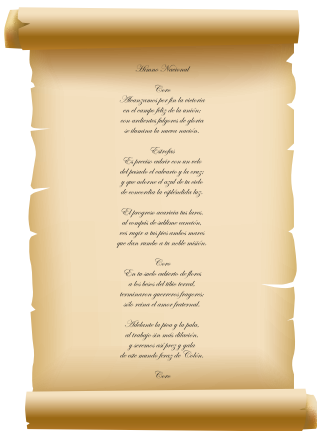 Himno Nacional
Coro
Alcanzamos por fin la victoria
en el campo feliz de la unión;
con ardientes fulgores de gloria
se ilumina la nueva nación.
Estrofas
Es preciso cubrir con un velo
del pasado el calvario y la cruz;
y que adorne el azul de tu cielo
de concordia la espléndida luz.
El progreso acaricia tus lares,
al compás de sublime canción,
ves rugir a tus pies ambos mares
que dan rumbo a tu noble misión.
Coro
En tu suelo cubierto de flores
a los besos del tibio terral,
terminaron guerreros fragores;
sólo reina el amor fraternal.
Adelante la pica y la pala,
al trabajo sin más dilación,
y seremos así prez y gala
de este mundo feraz de Colón.
Coro